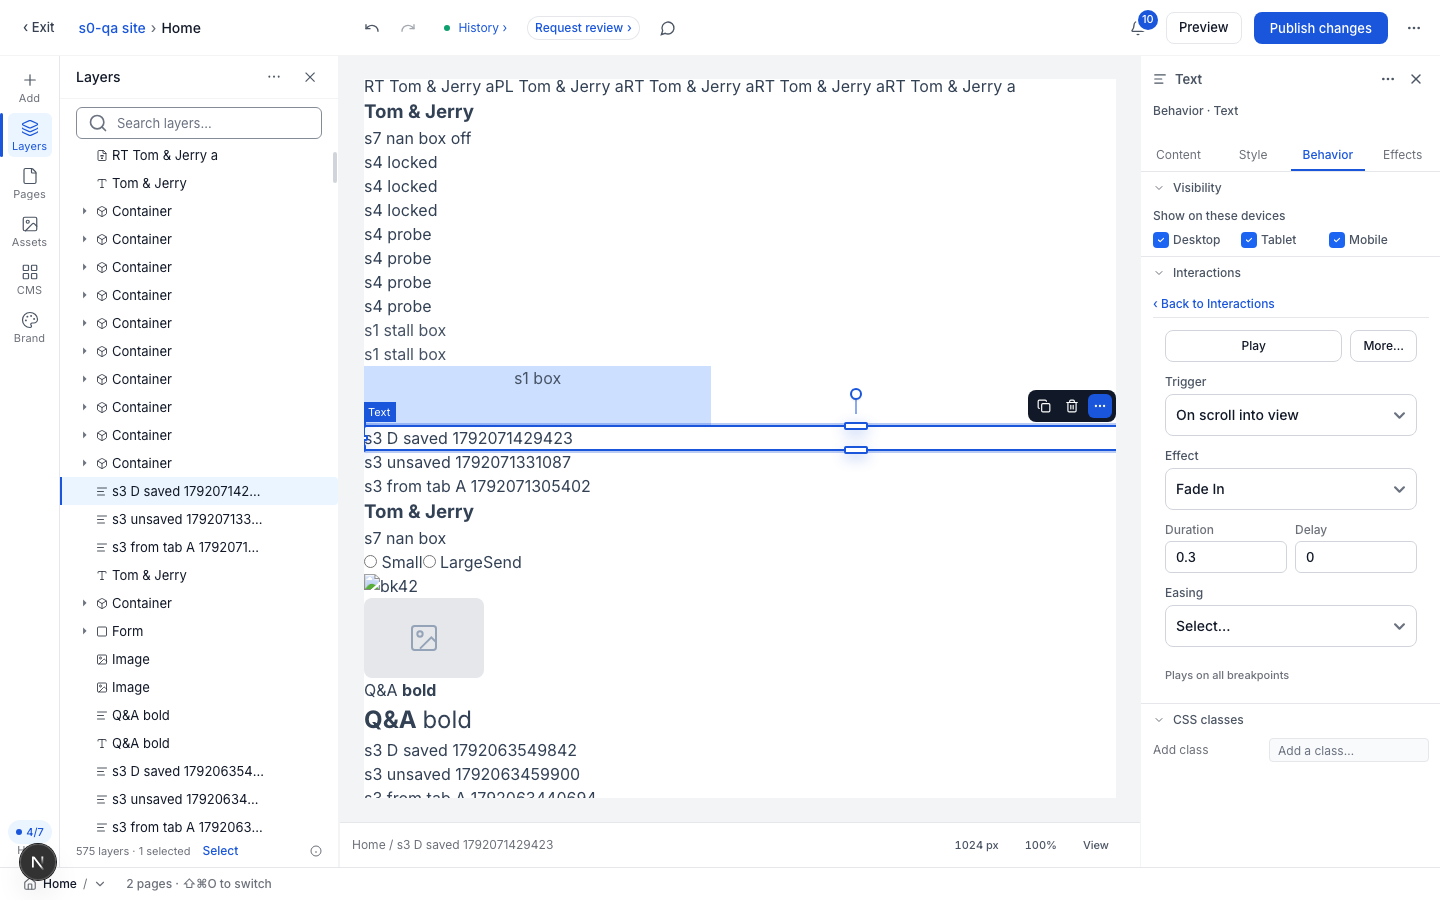 Exit
s0-qa site › Home
History ›
Request review ›
10
Preview
Publish changes
Add
Layers
Pages
Assets
CMS
Brand
4/7
N
Layers
Search layers...
RT Tom & Jerry a
Tom & Jerry
Container
Container
Container
Container
Container
Container
Container
Container
Container
Container
s3 D saved 179207142...
s3 unsaved 179207133...
s3 from tab A 1792071...
Tom & Jerry
Container
Form
Image
Image
Q&A bold
Q&A bold
s3 D saved 179206354...
s3 unsaved 17920634...
s3 from tab A 1792063...
575 layers · 1 selected
Select
RT Tom & Jerry aPL Tom & Jerry aRT Tom & Jerry aRT Tom & Jerry aRT Tom & Jerry a
Tom & Jerry
s7 nan box off
s4 locked
s4 locked
s4 locked
s4 probe
s4 probe
s4 probe
s4 probe
s1 stall box
s1 stall box
s1 box
Text
s3 D saved 1792071429423
s3 unsaved 1792071331087
s3 from tab A 1792071305402
Tom & Jerry
s7 nan box
Small Large Send
bk42
Q&A bold
Q&A bold
s3 D saved 1792063549842
s3 unsaved 1792063459900
s3 from tab A 1792063440694
Home / s3 D saved 1792071429423
1024 px
100%
View
Text
Behavior · Text
Content
Style
Behavior
Effects
Visibility
Show on these devices
Desktop
Tablet
Mobile
Interactions
‹ Back to Interactions
Play
More...
Trigger
On scroll into view
Effect
Fade In
Duration
Delay
0.3
0
Easing
Select...
Plays on all breakpoints
CSS classes
Add class
Add a class...
Home /
2 pages · ⇧⌘O to switch